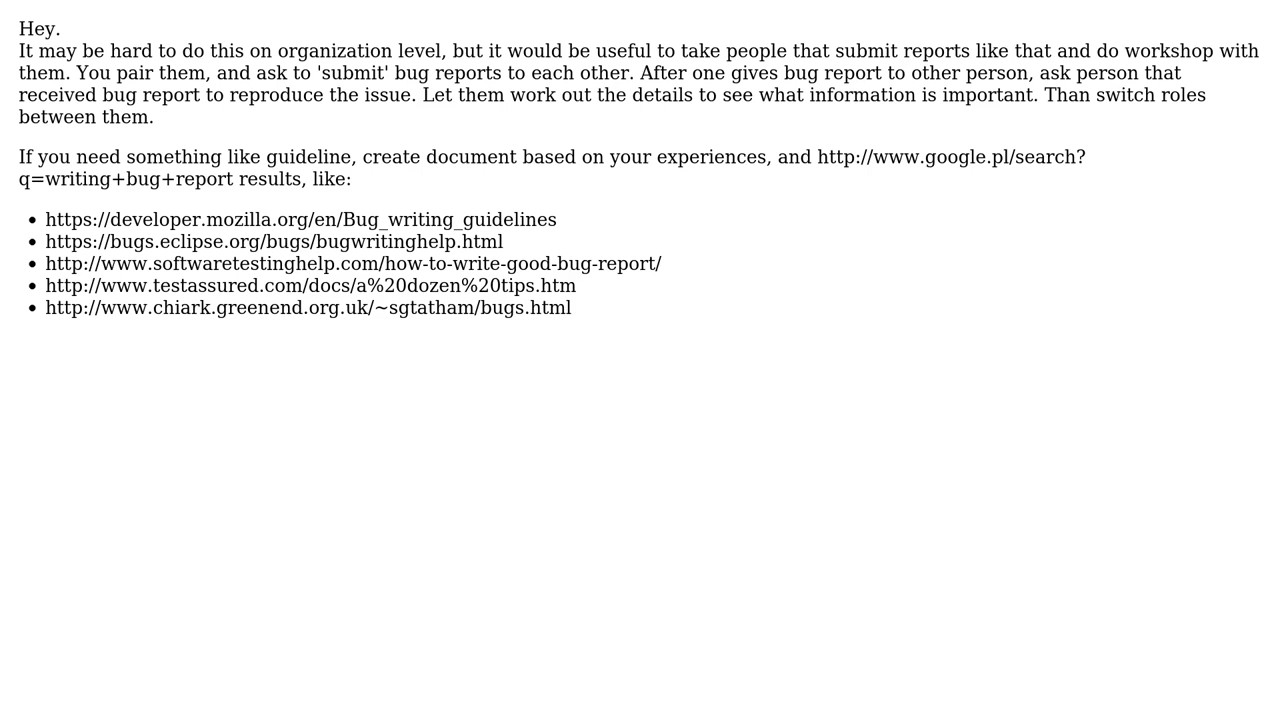 Hey.
It may be hard to do this on organization level, but it would be useful to take people that submit reports like that and do workshop with
them. You pair them, and ask to 'submit' bug reports to each other. After one gives bug report to other person, ask person that
received bug report to reproduce the issue. Let them work out the details to see what information is important. Than switch roles
between them.
If you need something like guideline, create document based on your experiences, and http://www.google.pl/search?
q=writing+bug+report results, like:
• https://developer.mozilla.org/en/Bug_writing_guidelines
• https://bugs.eclipse.org/bugs/bugwritinghelp.html
• http://www.softwaretestinghelp.com/how-to-write-good-bug-report/
• http://www.testassured.com/docs/a%20dozen%20tips.htm
• http://www.chiark.greenend.org.uk/~sgtatham/bugs.html